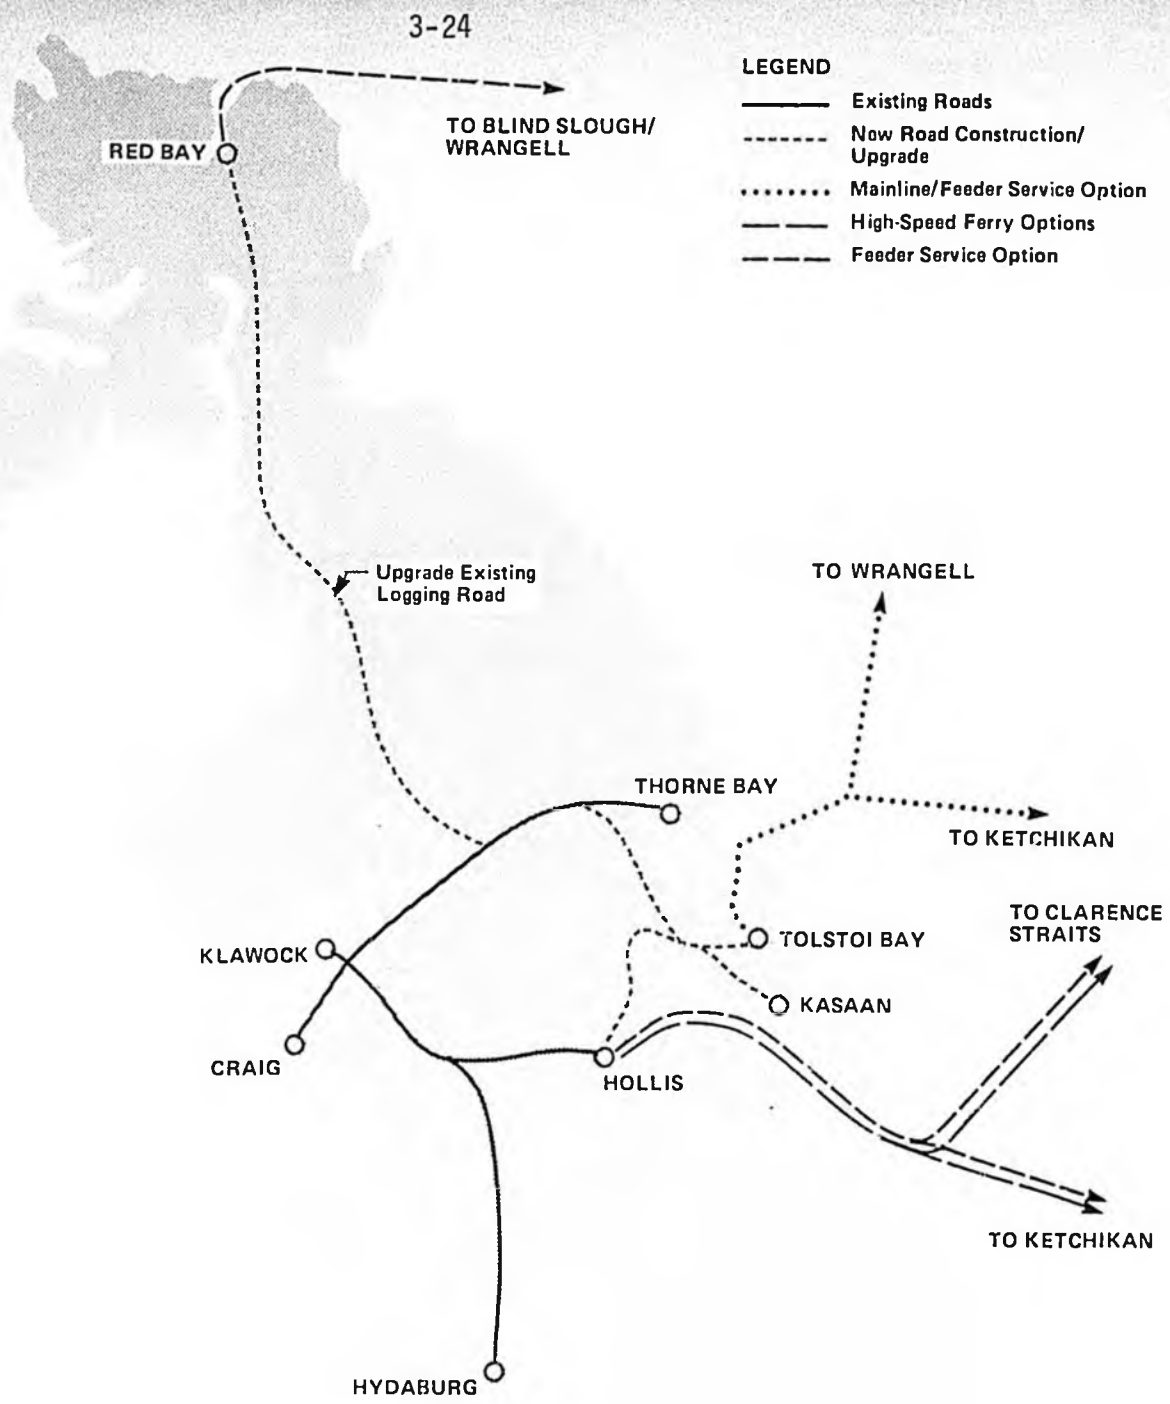 3-24
LEGEND
Existing Roads
New Road Construction/
Upgrade
Mainline/Feeder Service Option
High-Speed Ferry Options
Feeder Service Option
TO BLIND SLOUGH/
WRANGELL
RED BAY
Upgrade Existing
Logging Road
TO WRANGELL
THORNE BAY
TO KETCHIKAN
TO CLARENCE
STRAITS
KLAWOCK
TOLSTOI BAY
KASAAN
CRAIG
HOLLIS
TO KETCHIKAN
HYDABURG